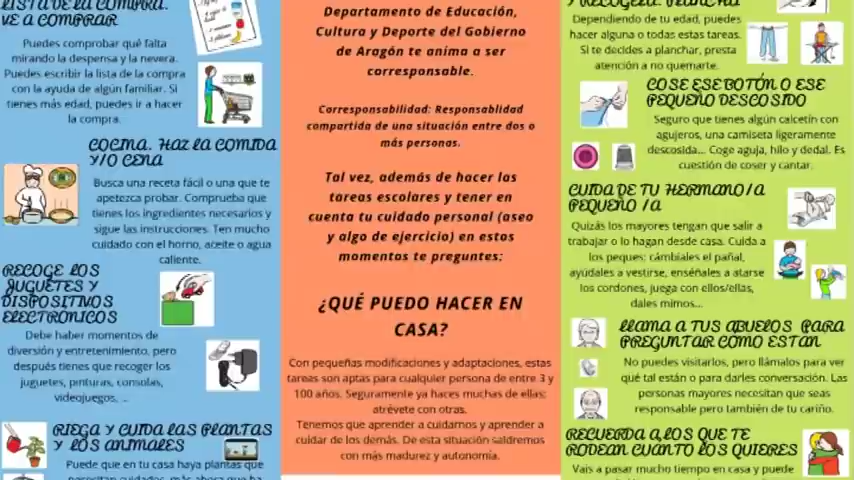 LISTA DE LA COMPRA.
VE A COMPRAR
Puedes comprobar qué falta
mirando la despensa y la nevera.
Puedes escribir la lista de la compra
con la ayuda de algún familiar. Si
tienes más edad, puedes ir a hacer
la compra.
COCINA. HAZ LA COMIDA
Y/O CENA
Busca una receta fácil o una que te
apetezca probar. Comprueba que
tienes los ingredientes necesarios y
sigue las instrucciones. Ten mucho
cuidado con el horno, aceite o agua
caliente.
RECOGE LOS
JUGUETES Y
DISPOSITIVOS
ELECTRÓNICOS
Debe haber momentos de
diversión y entretenimiento, pero
después tienes que recoger los
juguetes, pinturas, consolas,
videojuegos, ...
RIEGA Y CUIDA LAS PLANTAS
Y LOS ANIMALES
Puede que en tu casa haya plantas que
necesitan cuidados, más ahora que ha
Departamento de Educación,
Cultura y Deporte del Gobierno
de Aragón te anima a ser
corresponsable.
Corresponsabilidad: Responsablidad
compartida de una situación entre dos o
más personas.
Tal vez, además de hacer las
tareas escolares y tener en
cuenta tu cuidado personal (aseo
y algo de ejercicio) en estos
momentos te preguntes:
¿QUÉ PUEDO HACER EN
CASA?
Con pequeñas modificaciones y adaptaciones, estas
tareas son aptas para cualquier persona de entre 3 y
100 años. Seguramente ya haces muchas de ellas:
atrévete con otras.
Tenemos que aprender a cuidarnos y aprender a
cuidar de los demás. De esta situación saldremos
con más madurez y autonomía.
Y RECOGELA. PLANCHA
Dependiendo de tu edad, puedes
hacer alguna o todas estas tareas.
Si te decides a planchar, presta
atención a no quemarte.
COSE ESE BOTÓN O ESE
PEQUEÑO DESCOSIDO
Seguro que tienes algún calcetín con
agujeros, una camiseta ligeramente
descosida... Coge aguja, hilo y dedal. Es
cuestión de coser y cantar.
CUIDA DE TU HERMANO/A
PEQUEÑO /A
Quizás los mayores tengan que salir a
trabajar o lo hagan desde casa. Cuida a
los peques: cámbiales el pañal,
ayúdales a vestirse, enséñales a atarse
los cordones, juega con ellos/ellas,
dales mimos...
LLAMA A TUS ABUELOS PARA
PREGUNTAR CÓMO ESTÁN
No puedes visitarlos, pero llámalos para ver
qué tal están o para darles conversación. Las
personas mayores necesitan que seas
responsable pero también de tu cariño.
RECUERDA A LOS QUE TE
RODEAN CUÁNTO LOS QUIERES
Vais a pasar mucho tiempo en casa y puede